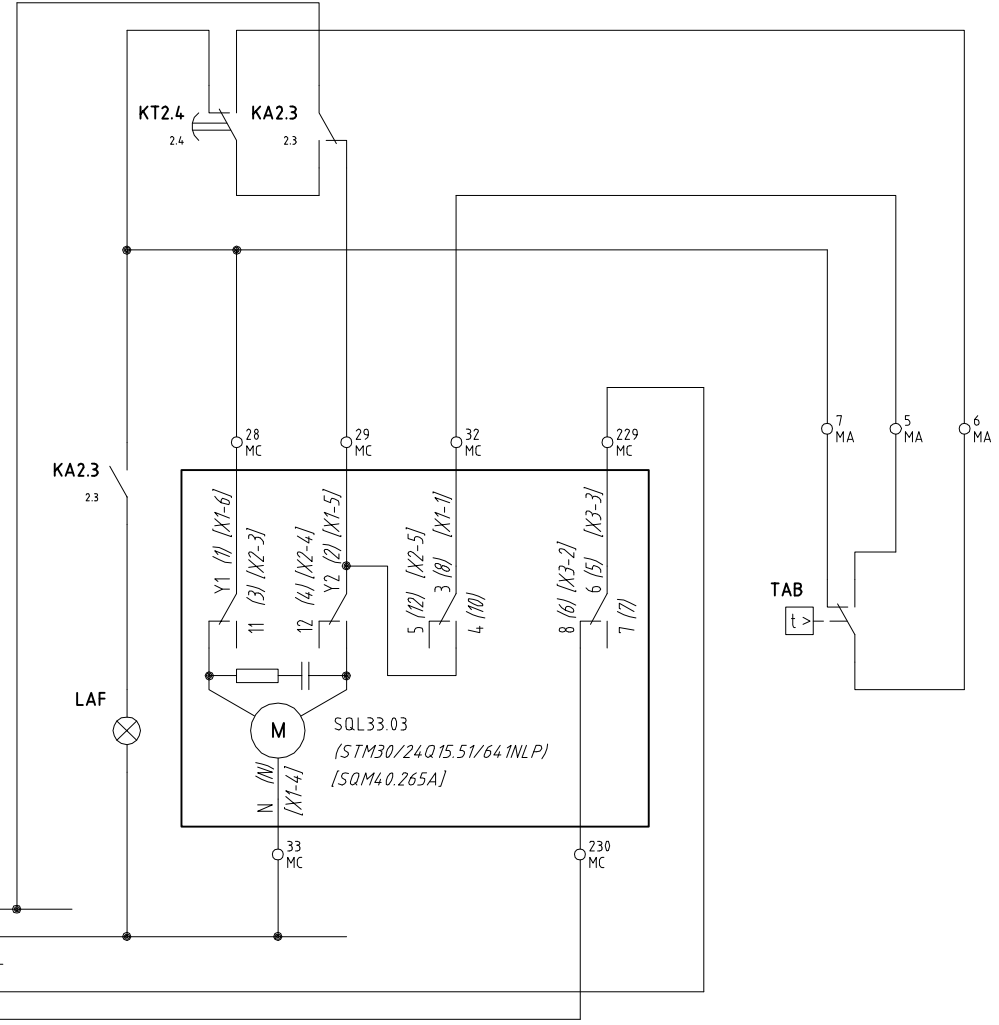 KT2.4
2.4
KA2.3
2.3
28
MC
29
MC
32
MC
229
MC
7
MA
5
MA
6
MA
KA2.3
2.3
Y1 (1) [X1-6]
11 (3) [X2-3]
12 (4) [X2-4]
Y2 (2) [X1-5]
5 (12) [X2-5]
3 (8) [X1-1]
4 (10)
8 (6) [X3-2]
6 (5) [X3-3]
7 (7)
TAB
t >
LAF
M
SQL33.03
(STM30/24Q15.51/641NLP)
[SQM40.265A]
N (N)
[X1-4]
33
MC
230
MC